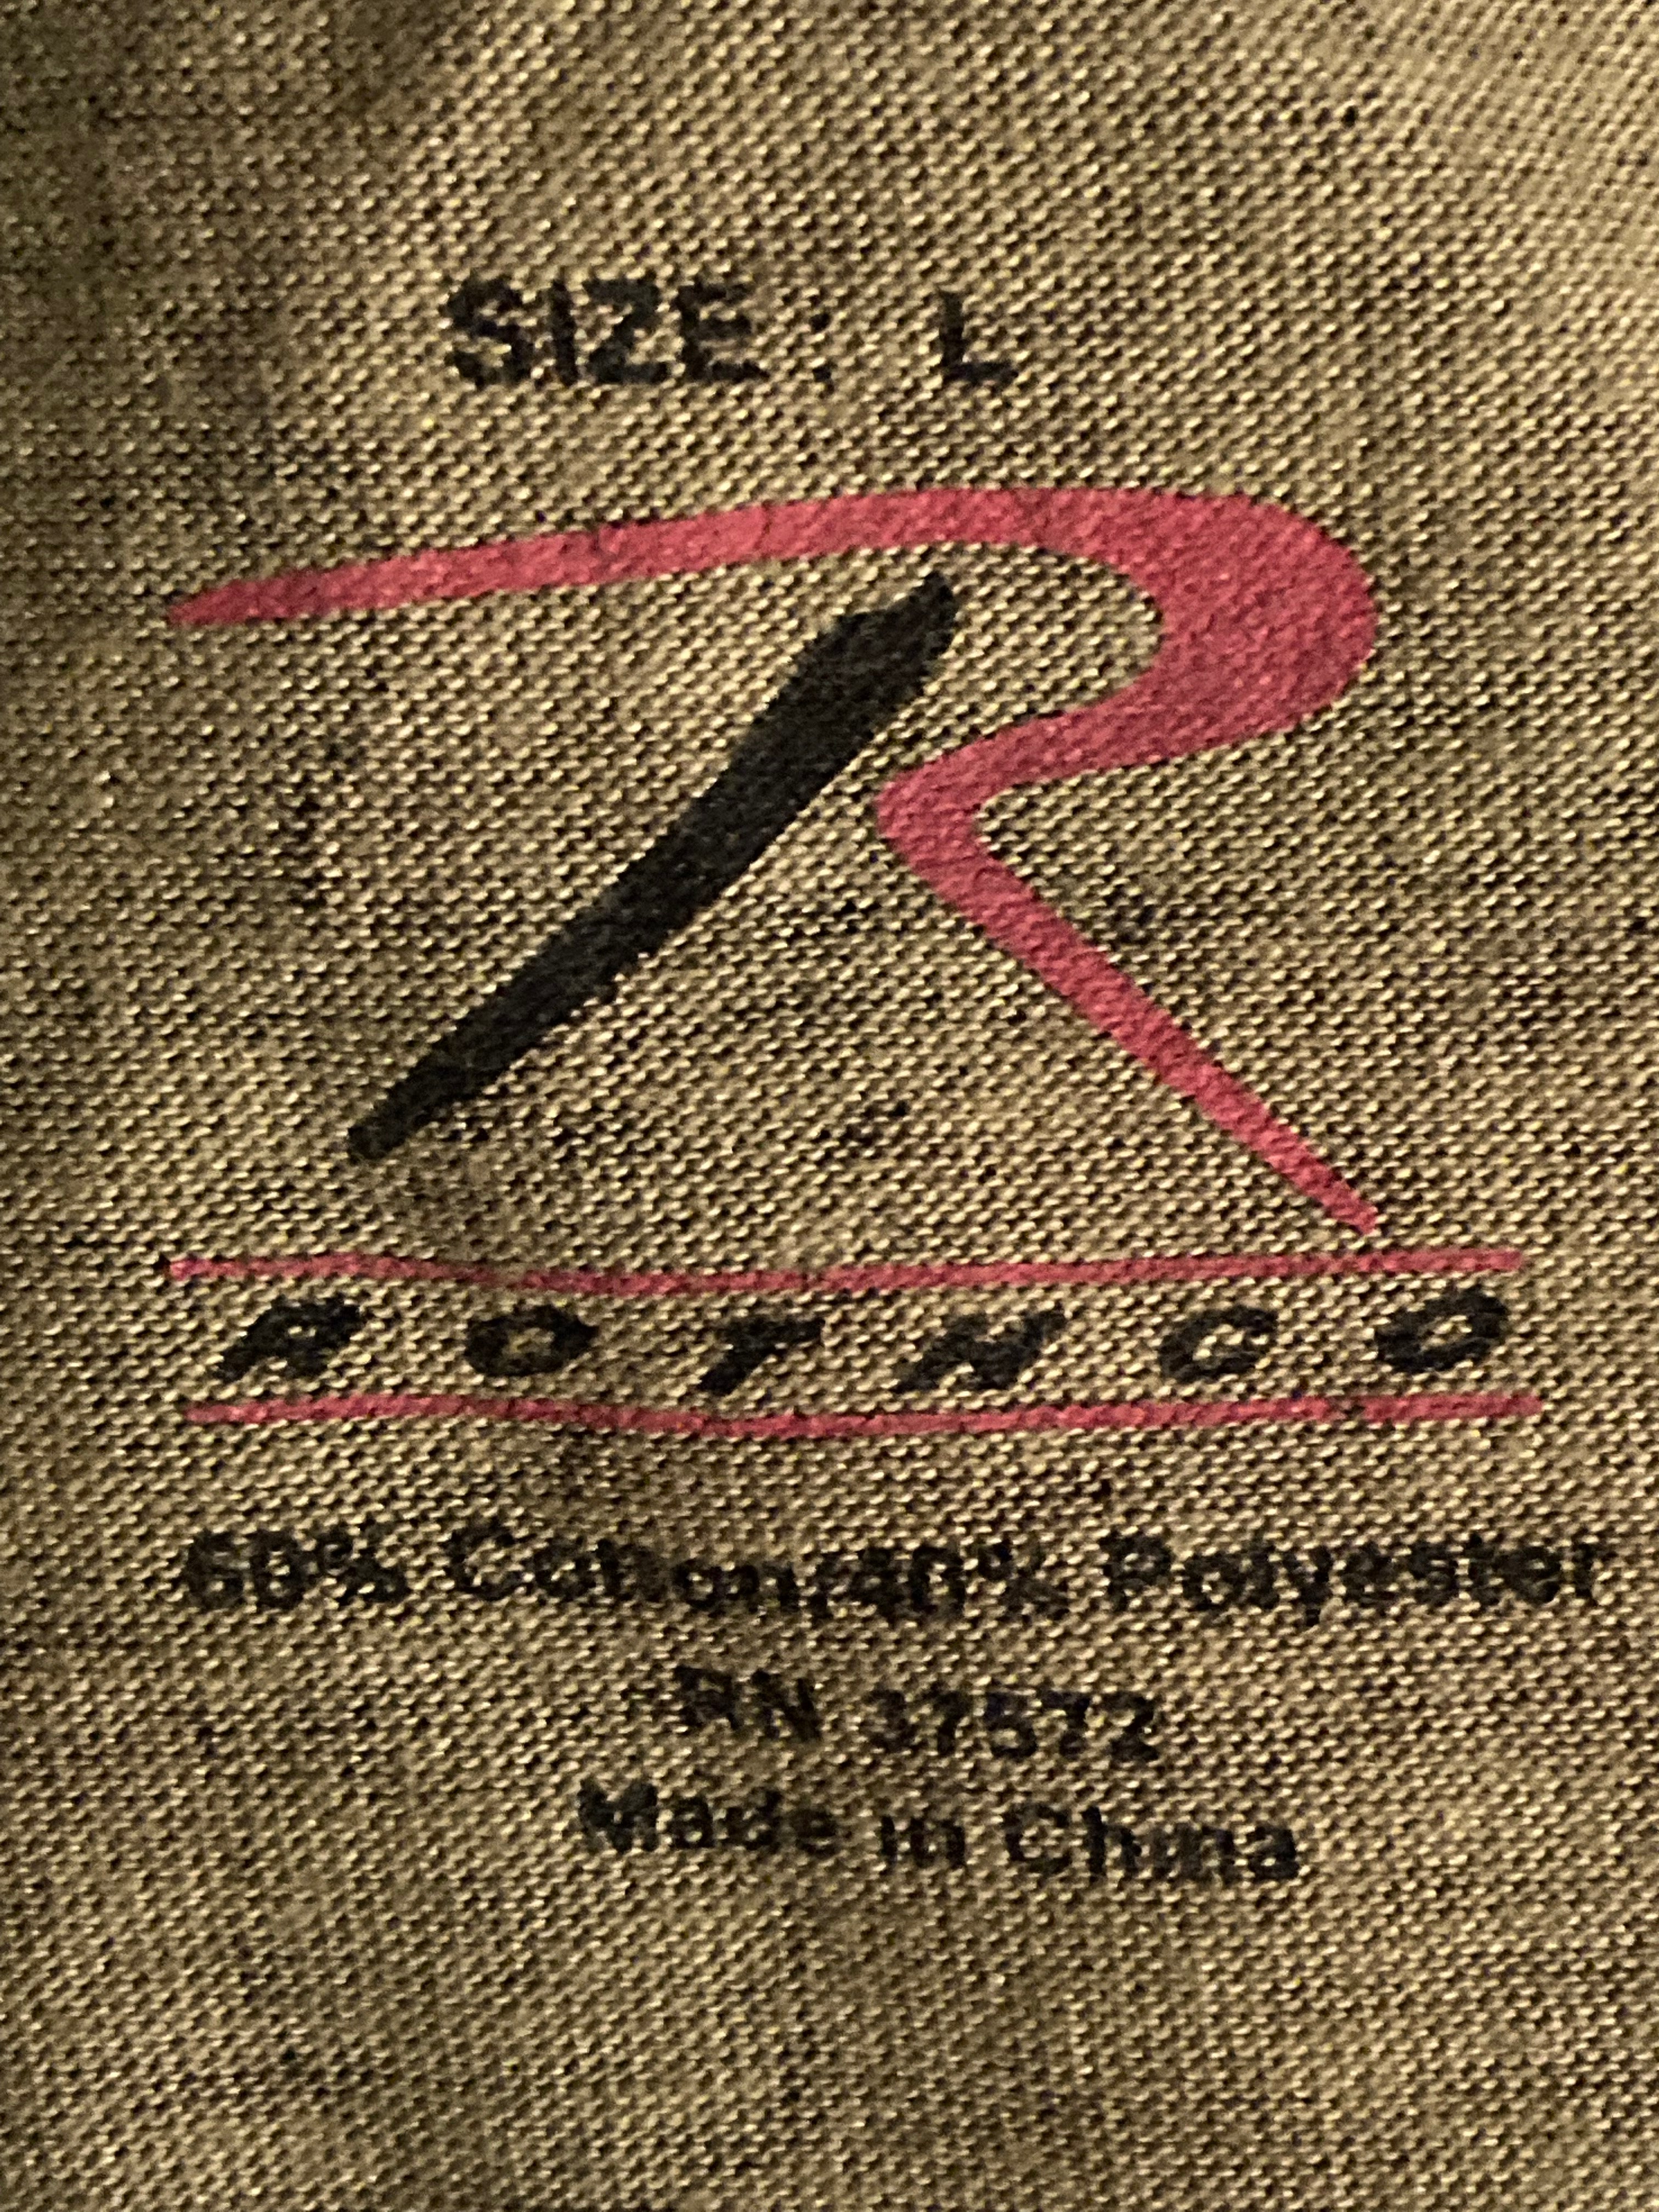 SIZE: L
ROTHCO
60% Cotton,40% Polyester
RN 37572
Made in China